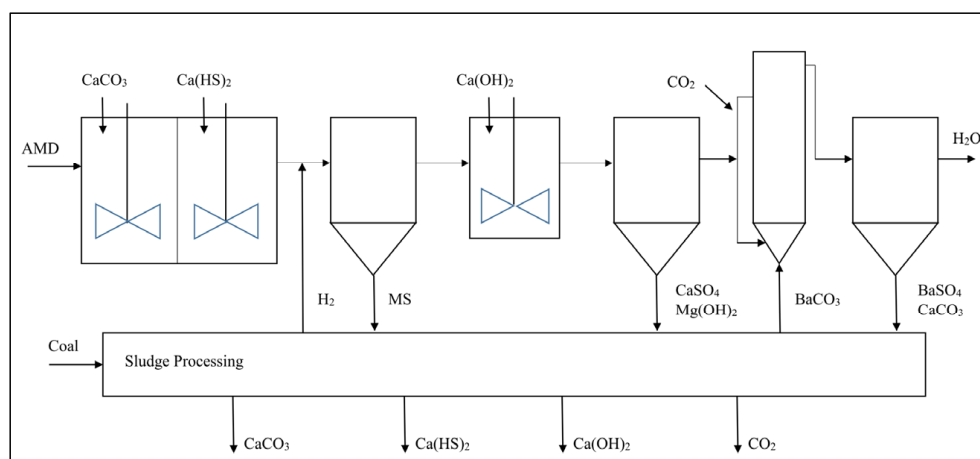 CaCO₃
Ca(HS)₂
Ca(OH)₂
CO₂
AMD
H₂O
H₂
MS
CaSO₄
Mg(OH)₂
BaCO₃
BaSO₄
CaCO₃
Coal
Sludge Processing
CaCO₃
Ca(HS)₂
Ca(OH)₂
CO₂